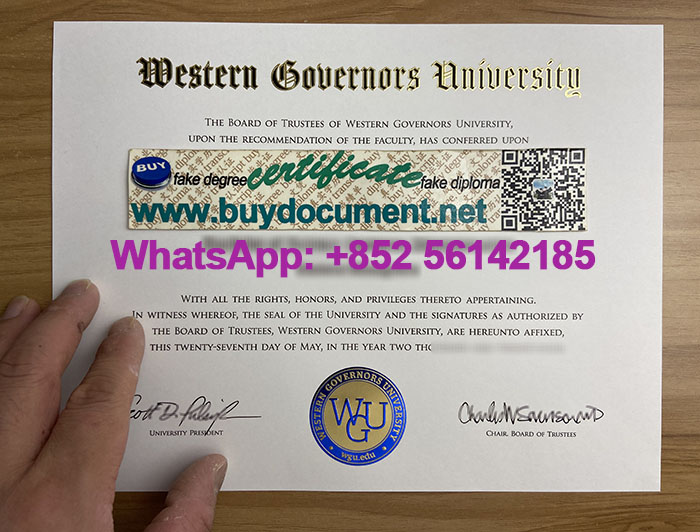 Western Governors University
The Board of Trustees of Western Governors University,
upon the recommendation of the faculty, has conferred upon
BUY
fake degree certificate fake diploma
www.buydocument.net
WhatsApp: +852 56142185
With all the rights, honors, and privileges thereto appertaining.
In witness whereof, the seal of the University and the signatures as authorized by
the Board of Trustees, Western Governors University, are hereunto affixed,
this twenty-seventh day of May, in the year two
University President
WESTERN GOVERNORS UNIVERSITY
WGU
wgu.edu
Chair, Board of Trustees